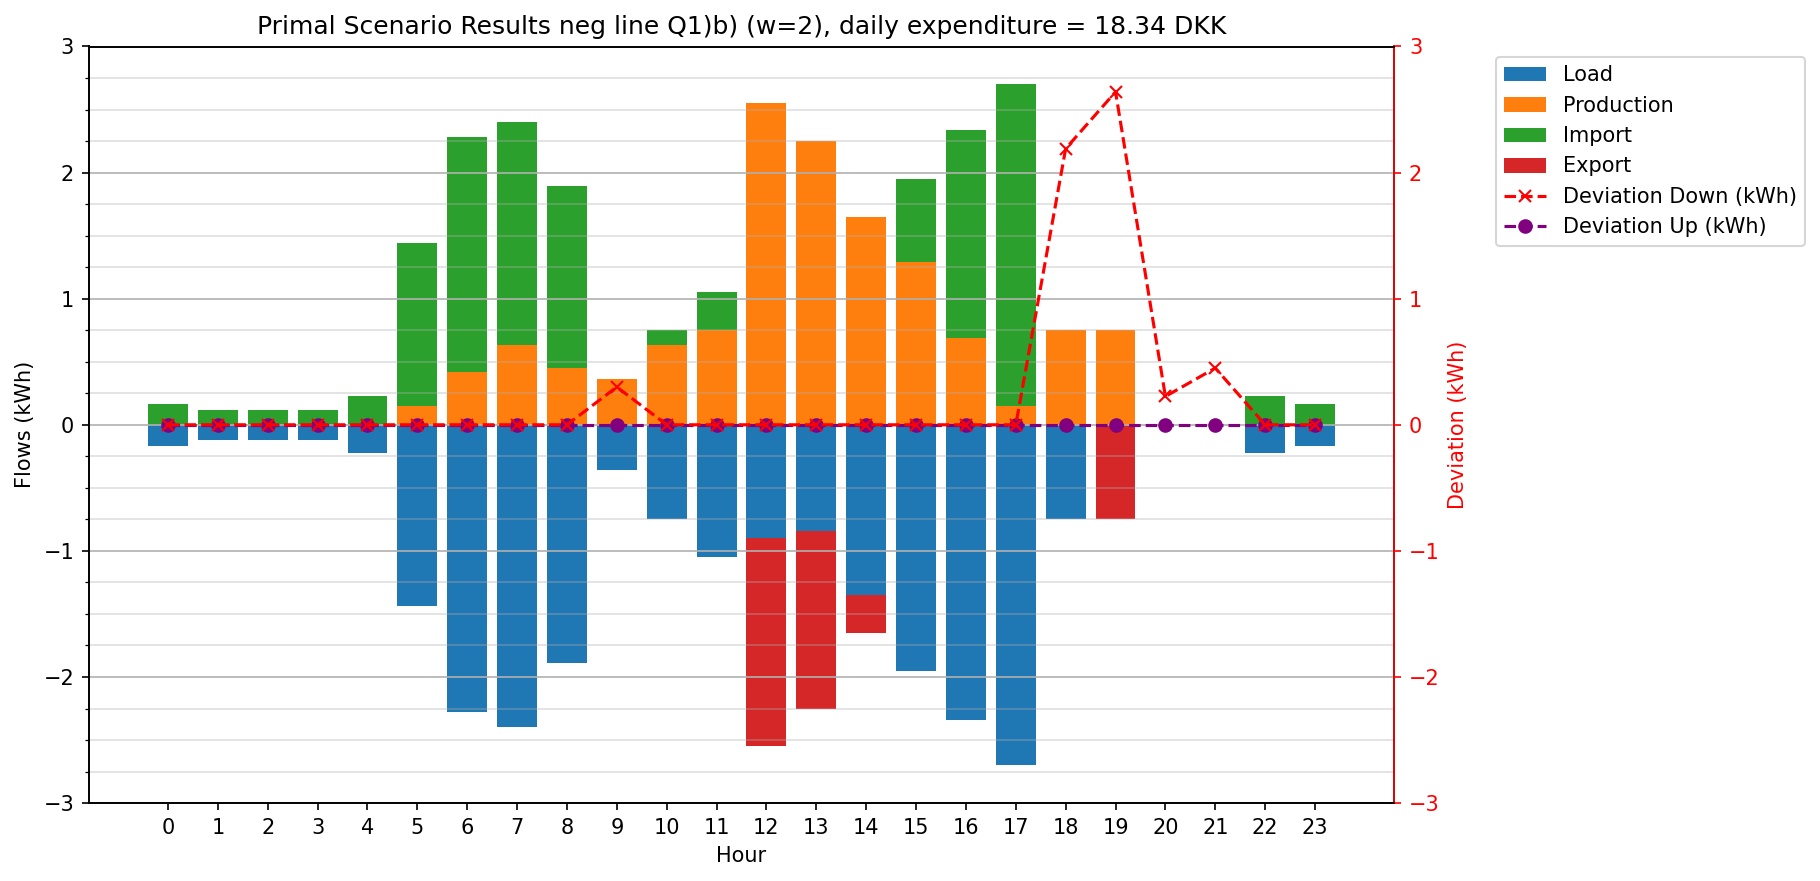 Primal Scenario Results neg line Q1)b) (w=2), daily expenditure = 18.34 DKK
Flows (kWh)
3
2
1
0
−1
−2
−3
0 1 2 3 4 5 6 7 8 9 10 11 12 13 14 15 16 17 18 19 20 21 22 23
Hour
3
2
1
0
−1
−2
−3
Deviation (kWh)
Load
Production
Import
Export
Deviation Down (kWh)
Deviation Up (kWh)